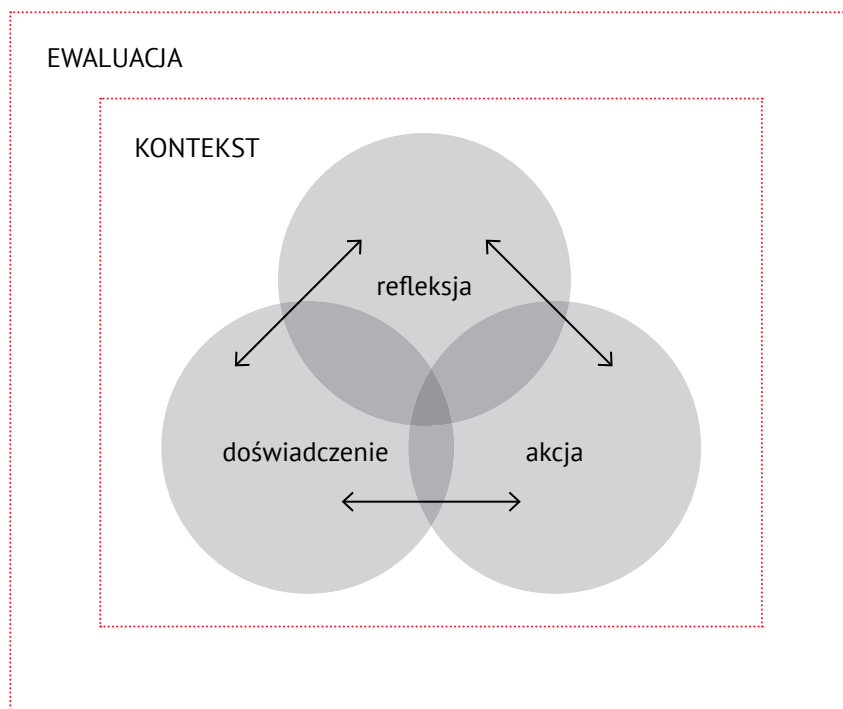 EWALUACJA
KONTEKST
refleksja
doświadczenie
akcja